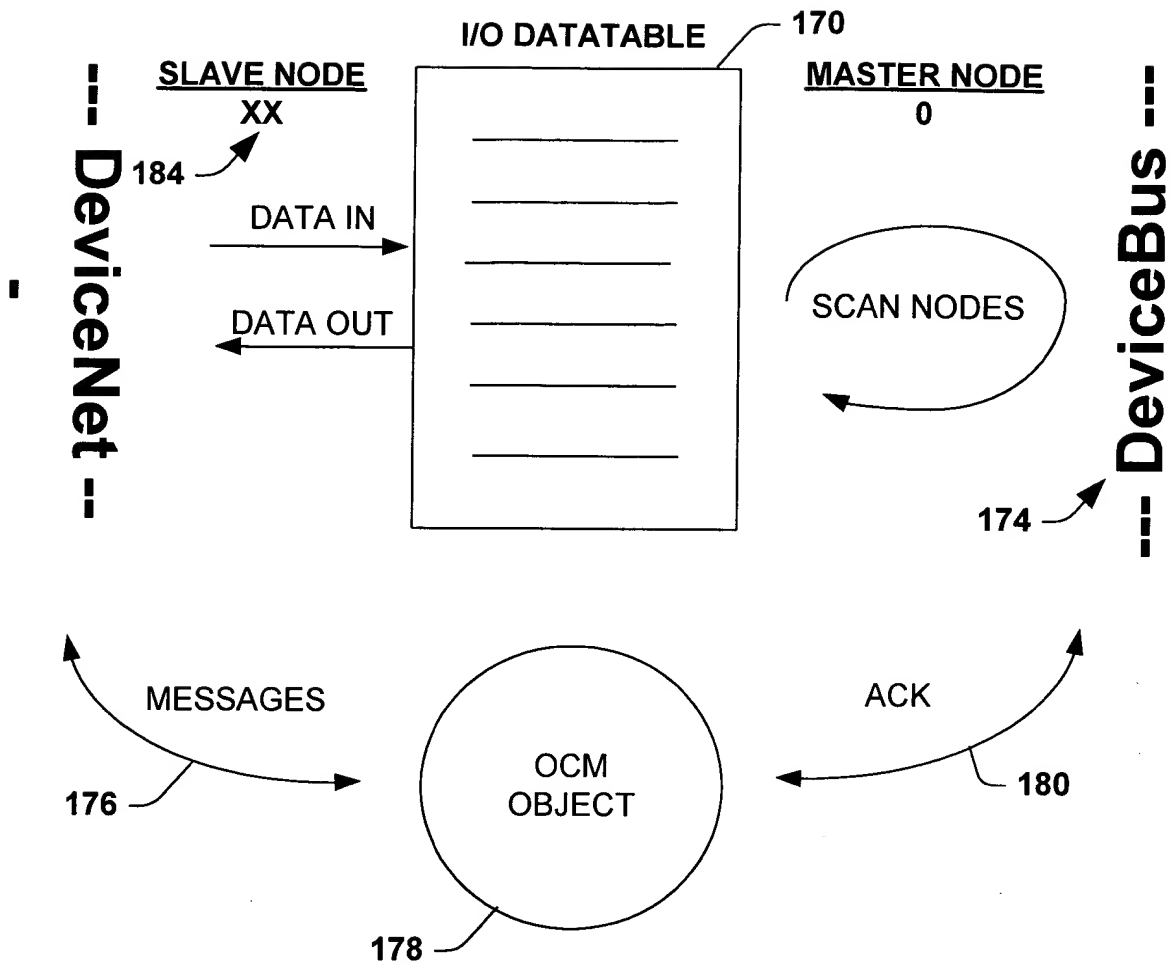 I/O DATATABLE
170
SLAVE NODE
XX
184
MASTER NODE
0
--- DeviceNet --
DATA IN
DATA OUT
SCAN NODES
--- DeviceBus ---
174
MESSAGES
176
OCM
OBJECT
178
ACK
180